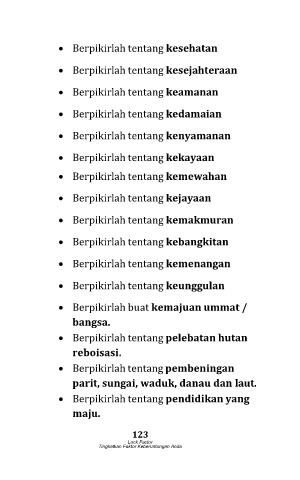 • Berpikirlah tentang kesehatan
• Berpikirlah tentang kesejahteraan
• Berpikirlah tentang keamanan
• Berpikirlah tentang kedamaian
• Berpikirlah tentang kenyamanan
• Berpikirlah tentang kekayaan
• Berpikirlah tentang kemewahan
• Berpikirlah tentang kejayaan
• Berpikirlah tentang kemakmuran
• Berpikirlah tentang kebangkitan
• Berpikirlah tentang kemenangan
• Berpikirlah tentang keunggulan
• Berpikirlah buat kemajuan ummat /
bangsa.
• Berpikirlah tentang pelebatan hutan
reboisasi.
• Berpikirlah tentang pembeningan
parit, sungai, waduk, danau dan laut.
• Berpikirlah tentang pendidikan yang
maju.
123
Luck Factor
Tingkatkan Faktor Keberuntungan Anda